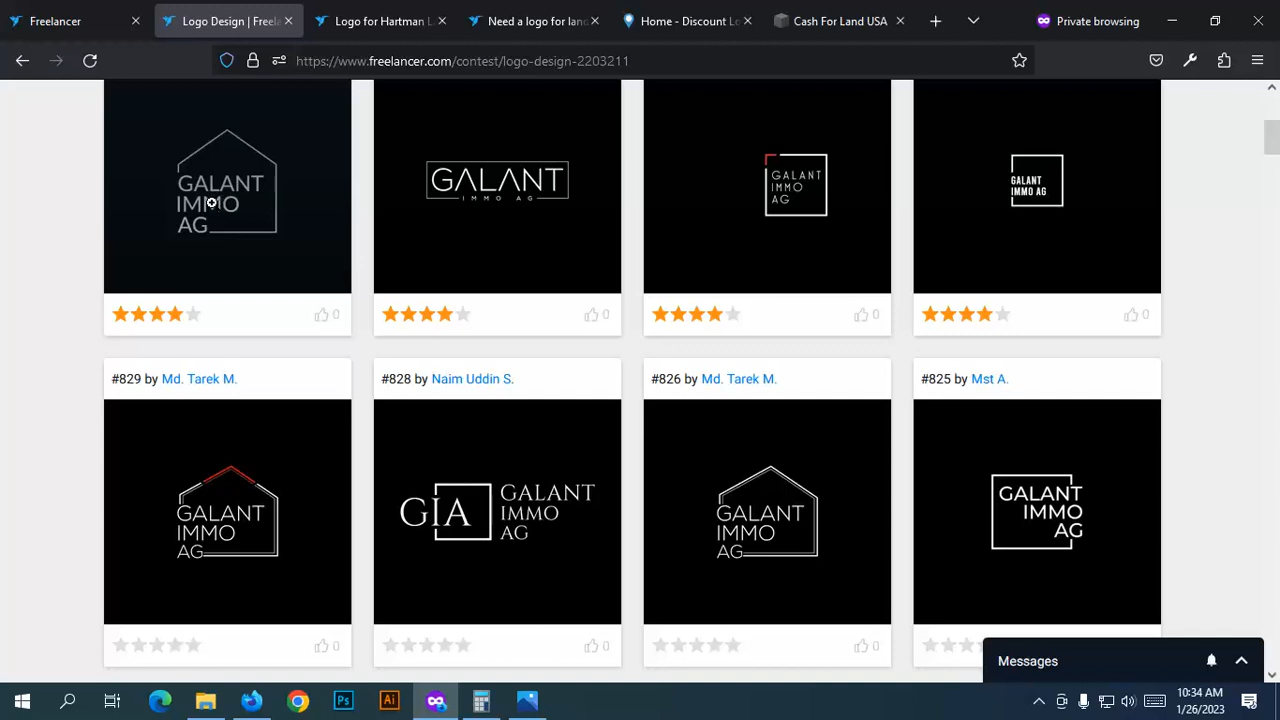 Freelancer
Logo Design | Freela
Logo for Hartman L
Need a logo for land
Home - Discount Lo
Cash For Land USA
Private browsing
https://www.freelancer.com/contest/logo-design-2203211
GALANT
IMMO
AG
GALANT
IMMO AG
GALANT
IMMO
AG
GALANT
IMMO AG
0
0
0
0
#829 by Md. Tarek M.
#828 by Naim Uddin S.
#826 by Md. Tarek M.
#825 by Mst A.
GALANT
IMMO
AG
GIA
GALANT
IMMO
AG
GALANT
IMMO
AG
GALANT
IMMO
AG
0
0
0
Messages
Ps
Ai
10:34 AM
1/26/2023